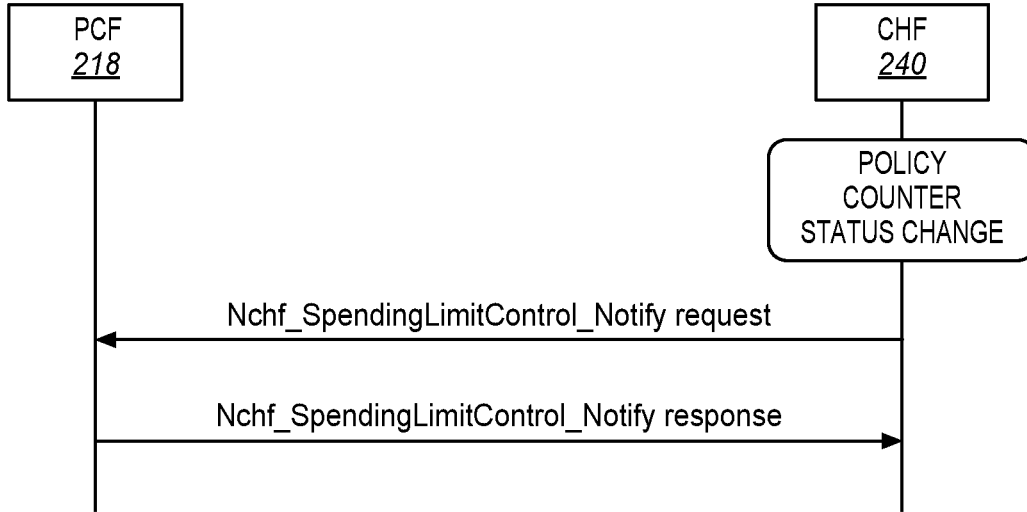 PCF
218
CHF
240
POLICY
COUNTER
STATUS CHANGE
Nchf_SpendingLimitControl_Notify request
Nchf_SpendingLimitControl_Notify response